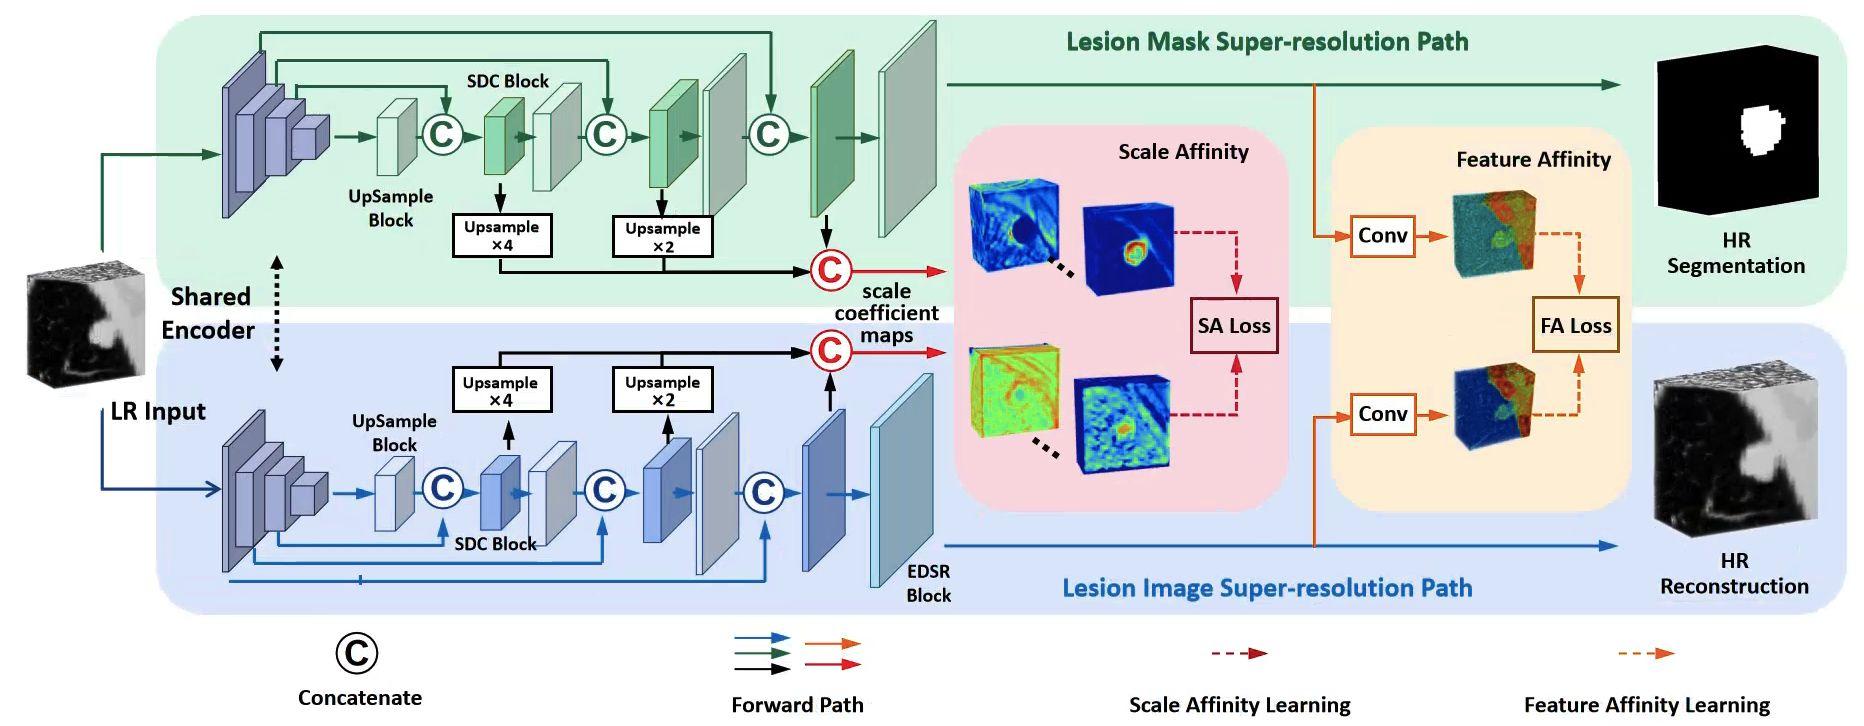 Lesion Mask Super-resolution Path
SDC Block
C
C
C
UpSample
Block
Upsample
×4
Upsample
×2
C
scale
coefficient
maps
Scale Affinity
SA Loss
Feature Affinity
Conv
FA Loss
Conv
HR
Segmentation
Shared
Encoder
LR Input
C
Upsample
×4
Upsample
×2
UpSample
Block
C
C
C
SDC Block
EDSR
Block
Lesion Image Super-resolution Path
HR
Reconstruction
C
Concatenate
Forward Path
Scale Affinity Learning
Feature Affinity Learning